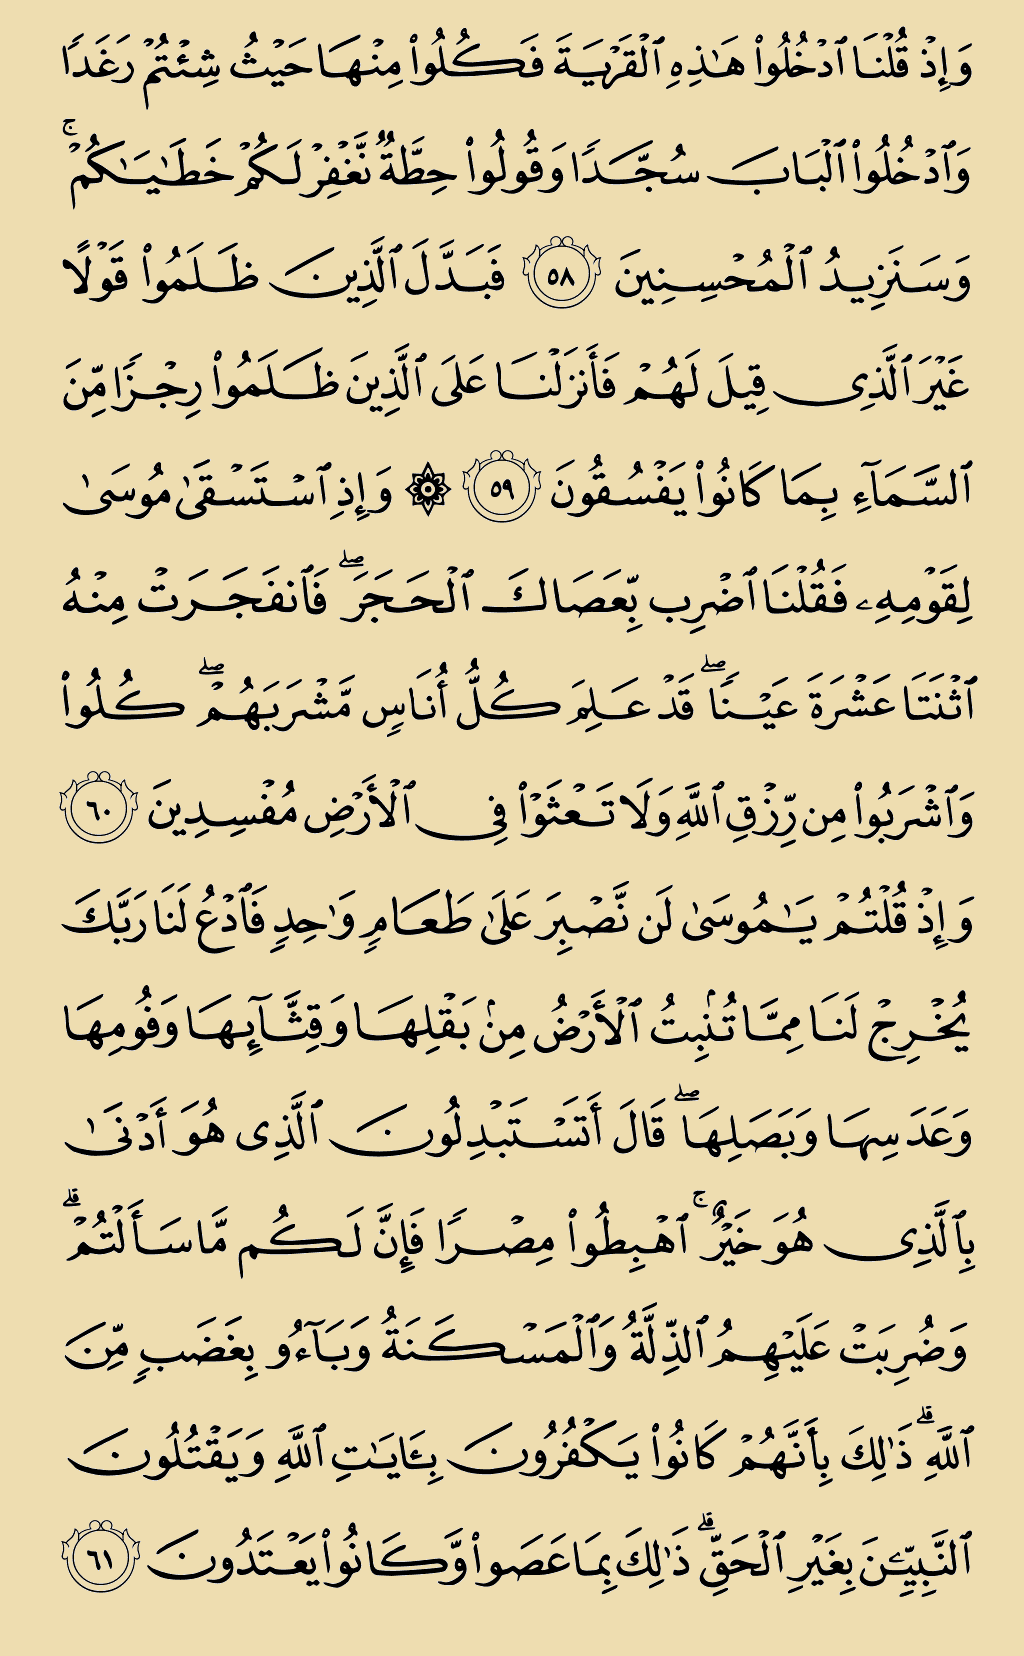 وَإِذۡ قُلۡنَا ٱدۡخُلُواْ هَٰذِهِ ٱلۡقَرۡيَةَ فَكُلُواْ مِنۡهَا حَيۡثُ شِئۡتُمۡ رَغَدٗا
وَٱدۡخُلُواْ ٱلۡبَابَ سُجَّدٗا وَقُولُواْ حِطَّةٞ نَّغۡفِرۡ لَكُمۡ خَطَٰيَٰكُمۡۚ
وَسَنَزِيدُ ٱلۡمُحۡسِنِينَ ٥٨ فَبَدَّلَ ٱلَّذِينَ ظَلَمُواْ قَوۡلًا
غَيۡرَ ٱلَّذِي قِيلَ لَهُمۡ فَأَنزَلۡنَا عَلَى ٱلَّذِينَ ظَلَمُواْ رِجۡزٗا مِّنَ
ٱلسَّمَآءِ بِمَا كَانُواْ يَفۡسُقُونَ ٥٩ ۞ وَإِذِ ٱسۡتَسۡقَىٰ مُوسَىٰ
لِقَوۡمِهِۦ فَقُلۡنَا ٱضۡرِب بِّعَصَاكَ ٱلۡحَجَرَۖ فَٱنفَجَرَتۡ مِنۡهُ
ٱثۡنَتَا عَشۡرَةَ عَيۡنٗاۖ قَدۡ عَلِمَ كُلُّ أُنَاسٖ مَّشۡرَبَهُمۡۖ كُلُواْ
وَٱشۡرَبُواْ مِن رِّزۡقِ ٱللَّهِ وَلَا تَعۡثَوۡاْ فِي ٱلۡأَرۡضِ مُفۡسِدِينَ ٦٠
وَإِذۡ قُلۡتُمۡ يَٰمُوسَىٰ لَن نَّصۡبِرَ عَلَىٰ طَعَامٖ وَٰحِدٖ فَٱدۡعُ لَنَا رَبَّكَ
يُخۡرِجۡ لَنَا مِمَّا تُنۢبِتُ ٱلۡأَرۡضُ مِنۢ بَقۡلِهَا وَقِثَّآئِهَا وَفُومِهَا
وَعَدَسِهَا وَبَصَلِهَاۖ قَالَ أَتَسۡتَبۡدِلُونَ ٱلَّذِي هُوَ أَدۡنَىٰ
بِٱلَّذِي هُوَ خَيۡرٌۚ ٱهۡبِطُواْ مِصۡرٗا فَإِنَّ لَكُم مَّا سَأَلۡتُمۡۗ
وَضُرِبَتۡ عَلَيۡهِمُ ٱلذِّلَّةُ وَٱلۡمَسۡكَنَةُ وَبَآءُو بِغَضَبٖ مِّنَ
ٱللَّهِۗ ذَٰلِكَ بِأَنَّهُمۡ كَانُواْ يَكۡفُرُونَ بِـَٔايَٰتِ ٱللَّهِ وَيَقۡتُلُونَ
ٱلنَّبِيِّـۧنَ بِغَيۡرِ ٱلۡحَقِّۗ ذَٰلِكَ بِمَا عَصَواْ وَّكَانُواْ يَعۡتَدُونَ ٦١